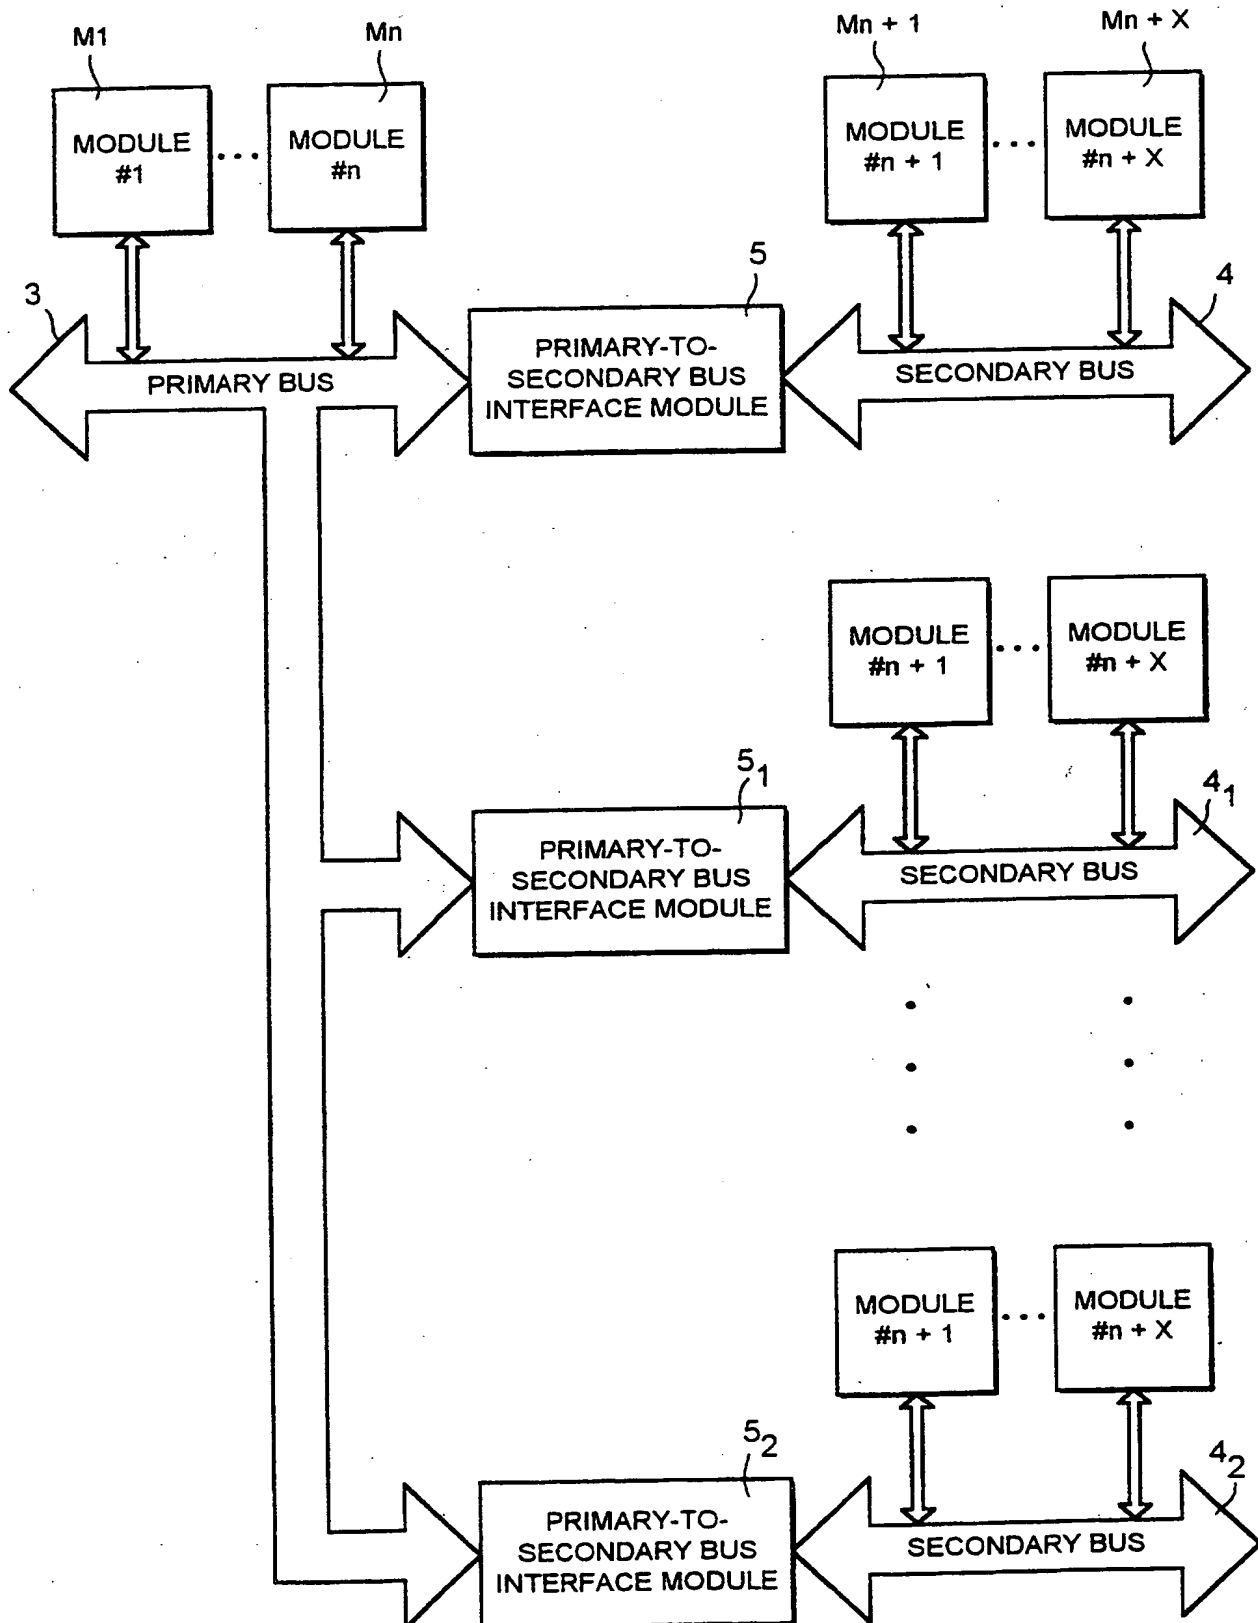 M1
Mn
Mn + 1
Mn + X
MODULE
#1
MODULE
#n
MODULE
#n + 1
MODULE
#n + X
3
5
4
PRIMARY BUS
PRIMARY-TO-
SECONDARY BUS
INTERFACE MODULE
SECONDARY BUS
MODULE
#n + 1
MODULE
#n + X
5₁
4₁
PRIMARY-TO-
SECONDARY BUS
INTERFACE MODULE
SECONDARY BUS
MODULE
#n + 1
MODULE
#n + X
5₂
4₂
PRIMARY-TO-
SECONDARY BUS
INTERFACE MODULE
SECONDARY BUS